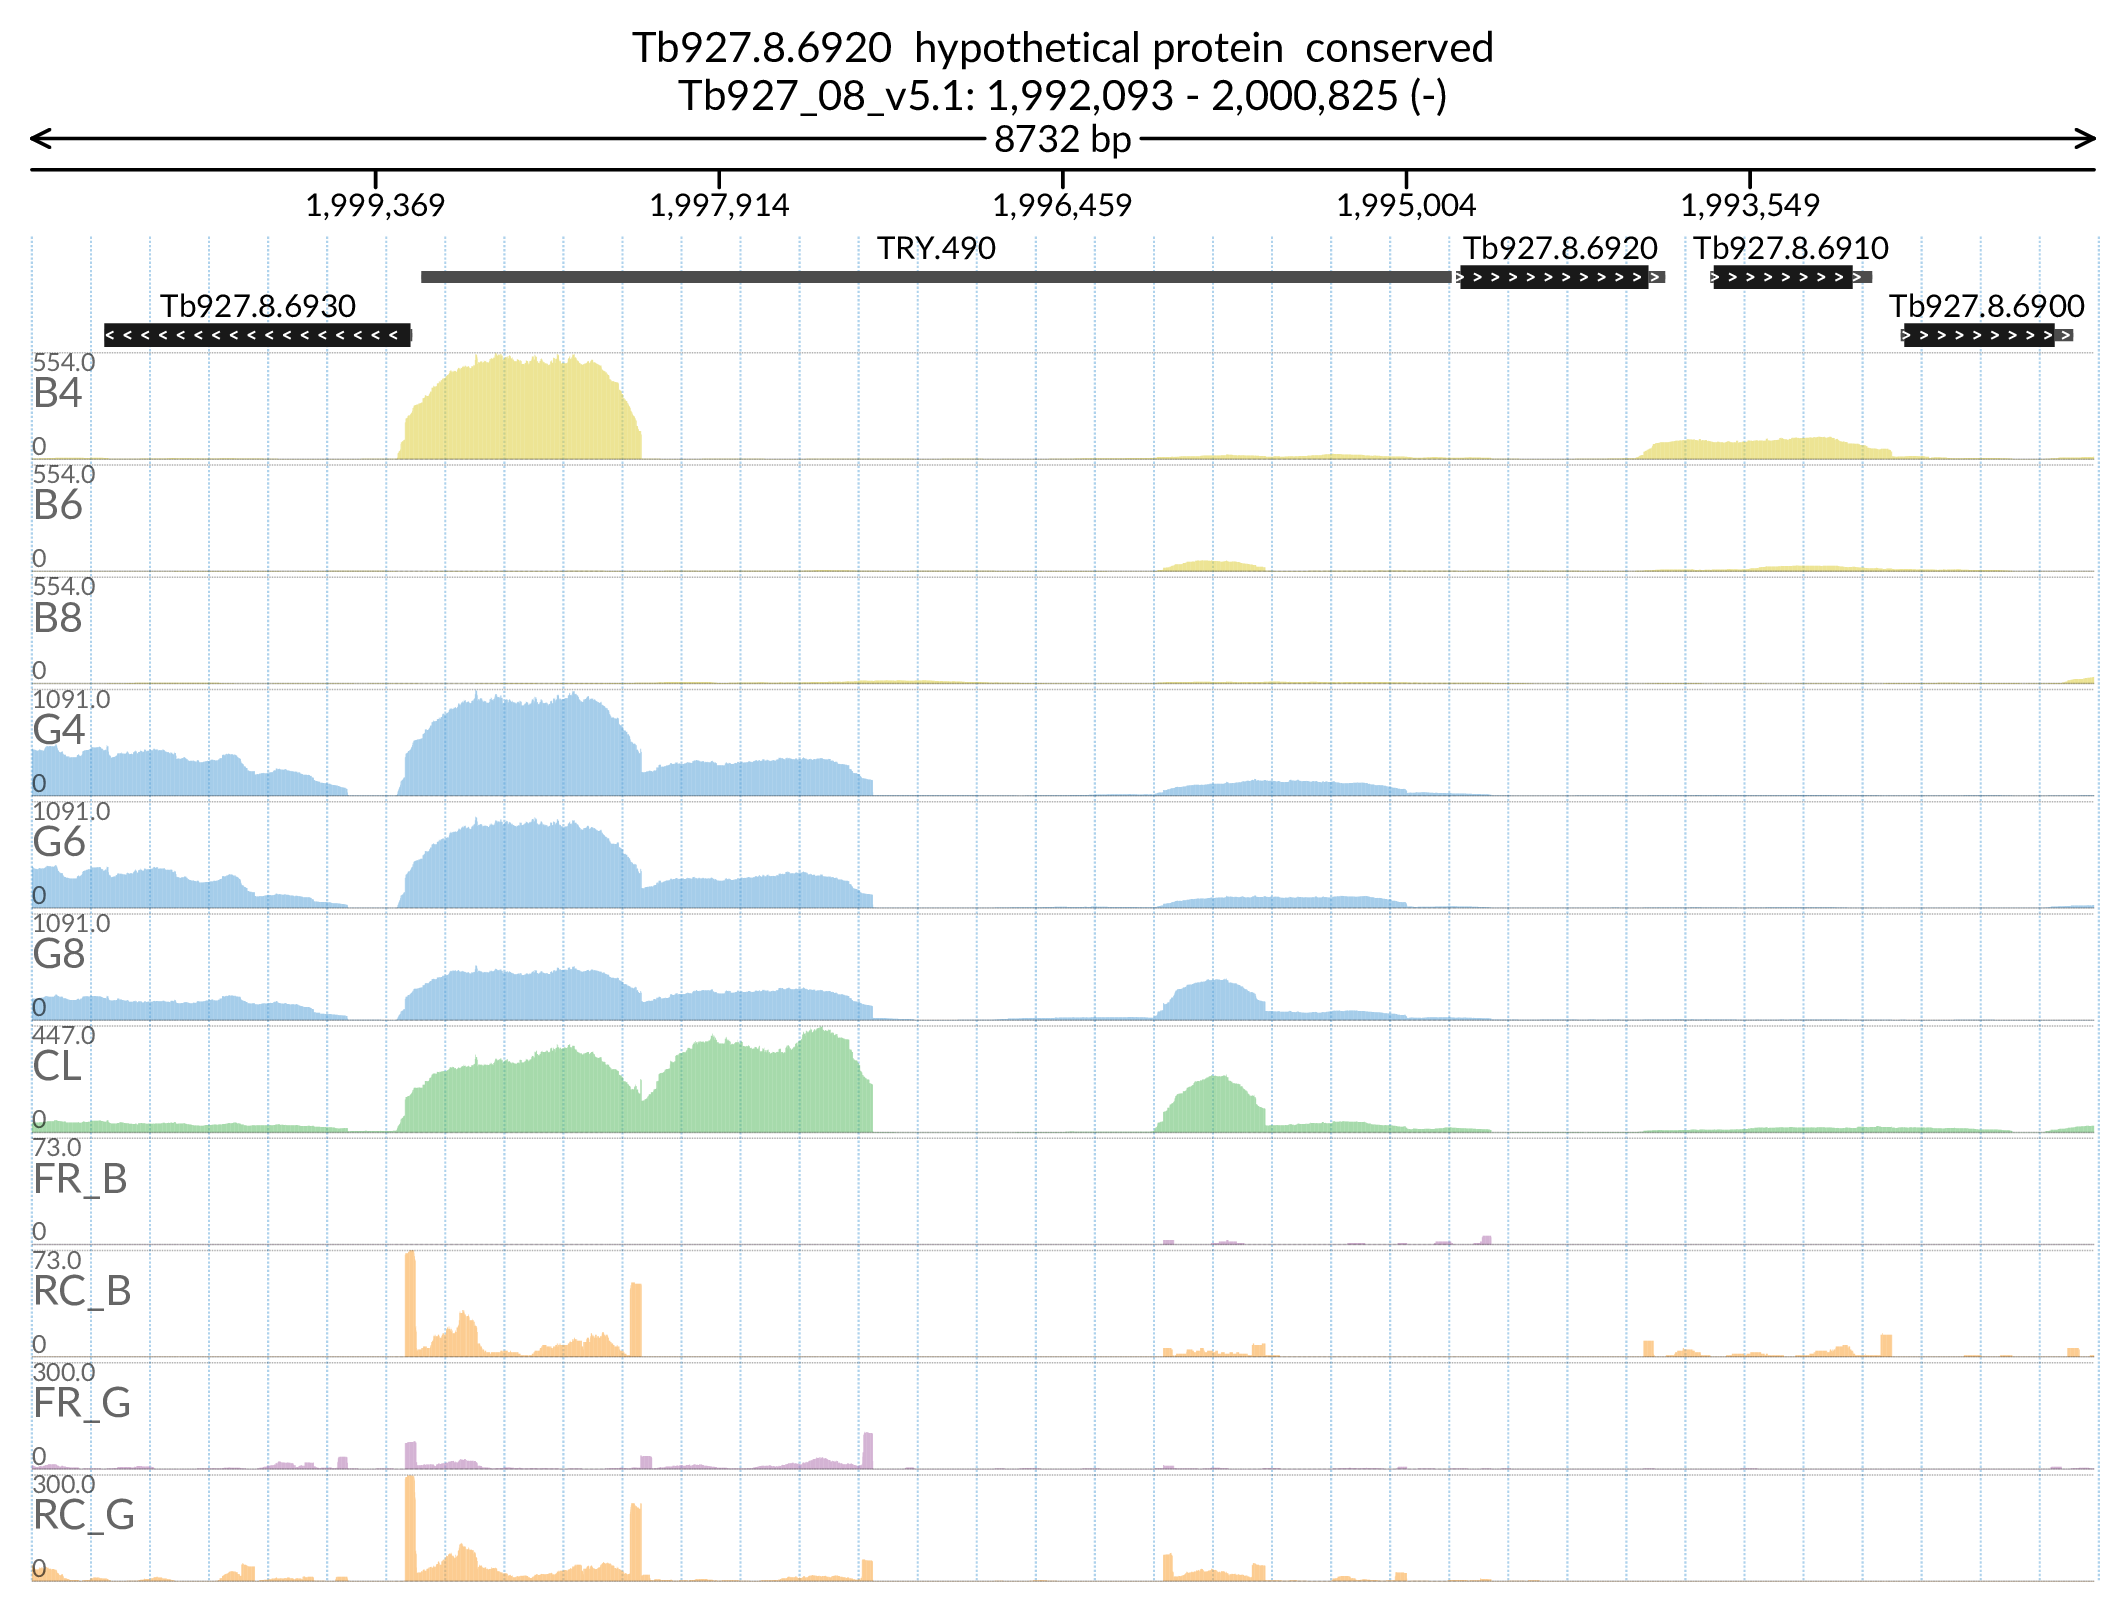 Tb927.8.6920 hypothetical protein conserved
Tb927_08_v5.1: 1,992,093 - 2,000,825 (-)
8732 bp
1,999,369 1,997,914 1,996,459 1,995,004 1,993,549
TRY.490 Tb927.8.6920 Tb927.8.6910
Tb927.8.6930 Tb927.8.6900
554.0
B4
0
554.0
B6
0
554.0
B8
0
1091.0
G4
0
1091.0
G6
0
1091.0
G8
0
447.0
CL
0
73.0
FR_B
0
73.0
RC_B
0
300.0
FR_G
0
300.0
RC_G
0